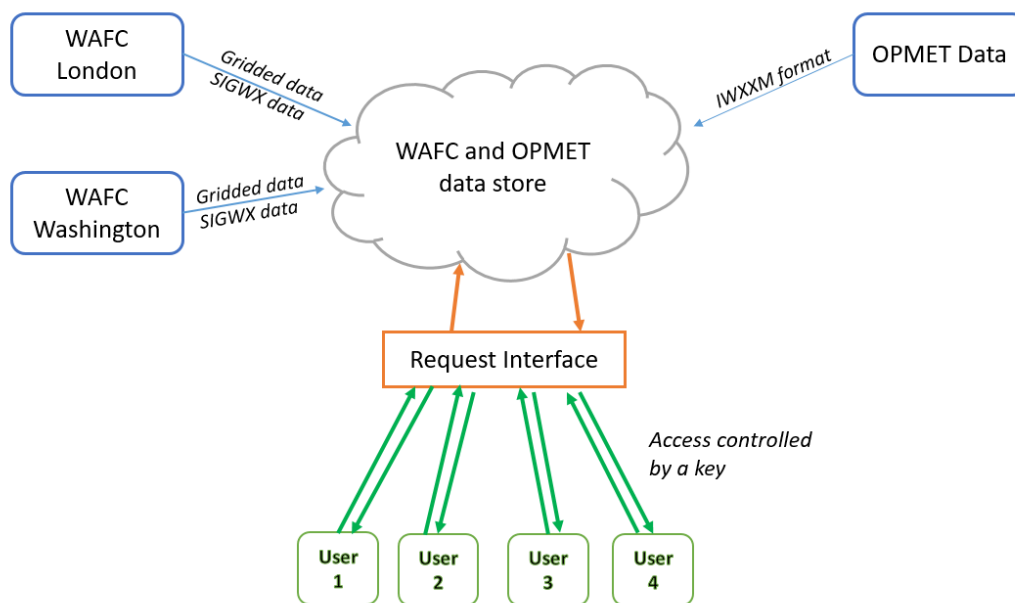 WAFC
London
Gridded data
SIGWX data
OPMET Data
IWXXM format
WAFC and OPMET
data store
WAFC
Washington
Gridded data
SIGWX data
Request Interface
Access controlled
by a key
User
1
User
2
User
3
User
4